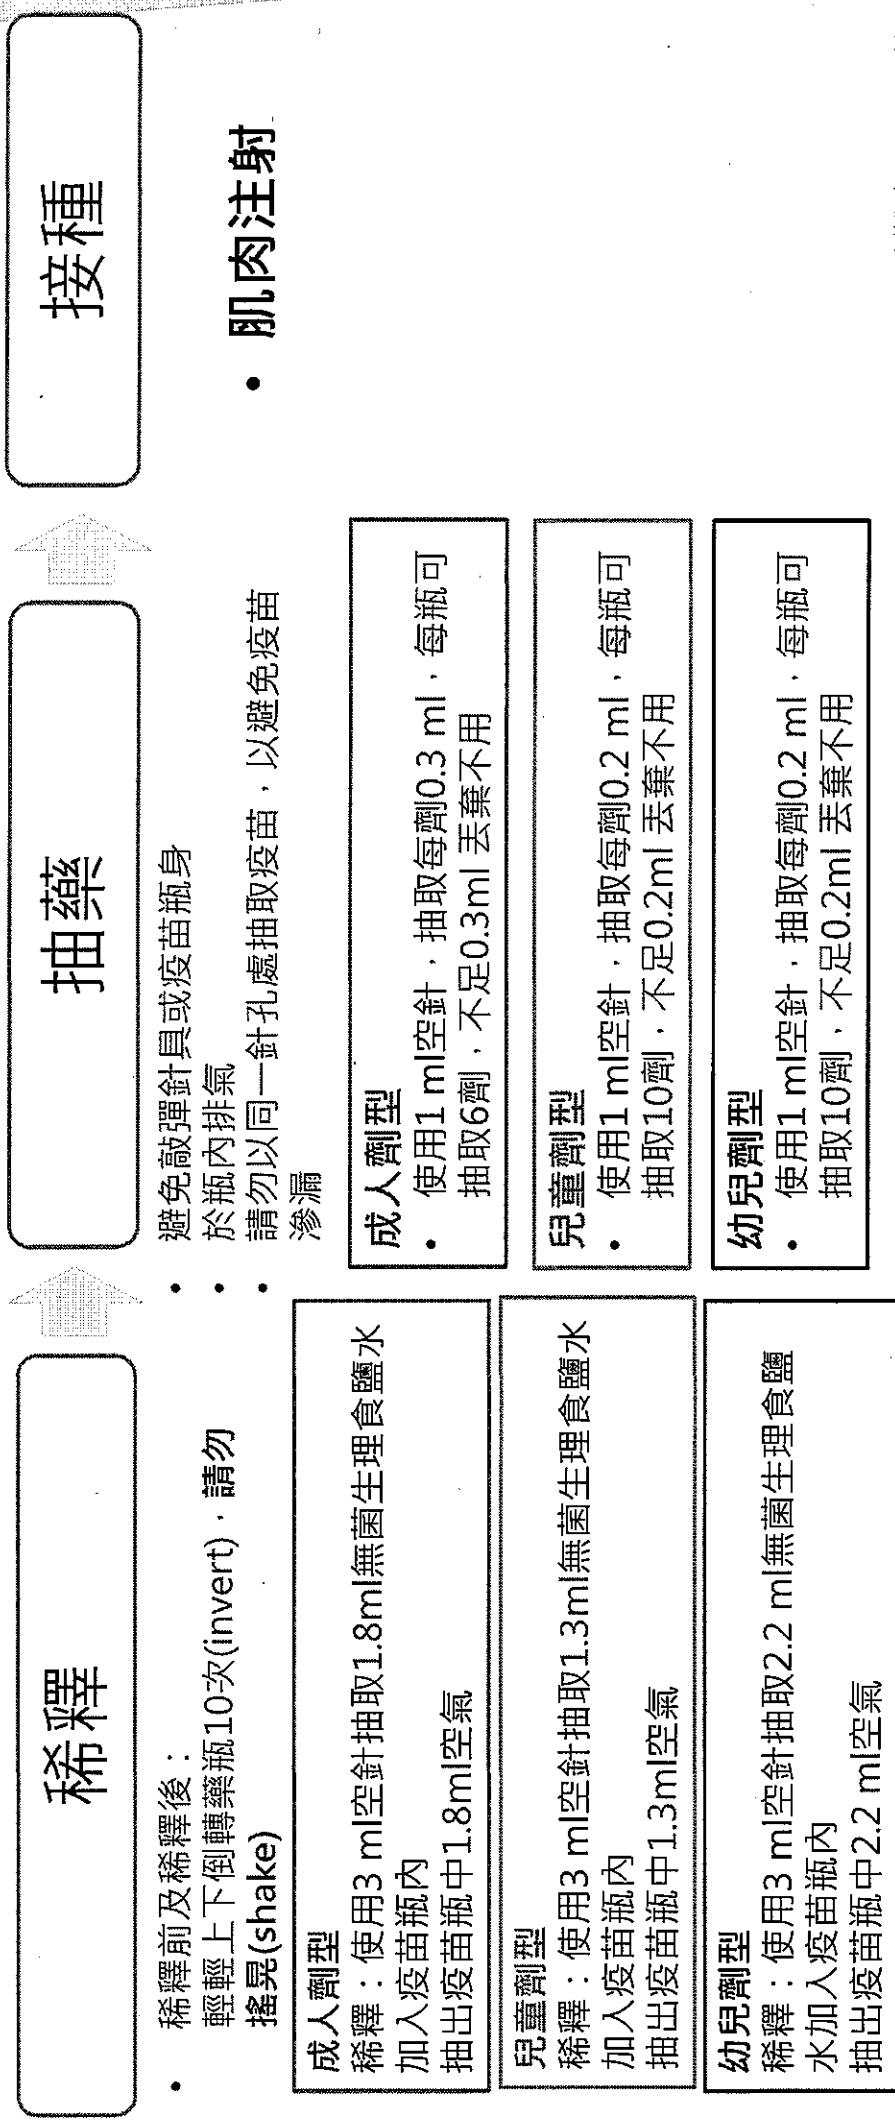 稀釋
• 稀釋前及稀釋後：
輕輕上下倒轉藥瓶10次(invert)，請勿
搖晃(shake)
成人劑型
稀釋：使用3 ml空針抽取1.8ml無菌生理食鹽水
加入疫苗瓶內
抽出疫苗瓶中1.8ml空氣
兒童劑型
稀釋：使用3 ml空針抽取1.3ml無菌生理食鹽水
加入疫苗瓶內
抽出疫苗瓶中1.3ml空氣
幼兒劑型
稀釋：使用3 ml空針抽取2.2 ml無菌生理食鹽
水加入疫苗瓶內
抽出疫苗瓶中2.2 ml空氣
抽藥
• 避免敲彈針具或疫苗瓶身
• 於瓶內排氣
• 請勿以同一針孔處抽取疫苗，以避免疫苗
滲漏
成人劑型
• 使用1 ml空針，抽取每劑0.3 ml，每瓶可
抽取6劑，不足0.3ml 丟棄不用
兒童劑型
• 使用1 ml空針，抽取每劑0.2 ml，每瓶可
抽取10劑，不足0.2ml 丟棄不用
幼兒劑型
• 使用1 ml空針，抽取每劑0.2 ml，每瓶可
抽取10劑，不足0.2ml 丟棄不用
接種
• 肌肉注射